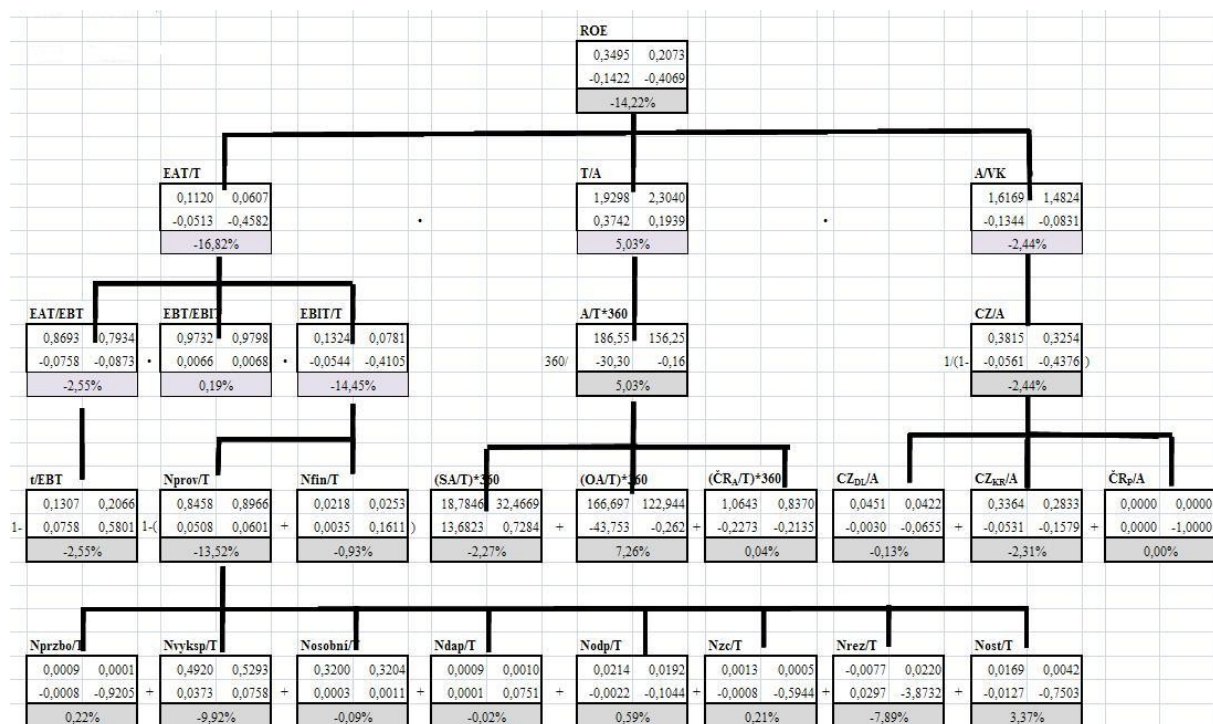 ROE
0,3495 0,2073
-0,1422 -0,4069
-14,22%
EAT/T T/A A/VK
0,1120 0,0607 1,9298 2,3040 1,6169 1,4824
-0,0513 -0,4582 • 0,3742 0,1939 • -0,1344 -0,0831
-16,82% 5,03% -2,44%
EAT/EBT EBT/EBIT EBIT/T A/T*360 CZ/A
0,8693 0,7934 0,9732 0,9798 0,1324 0,0781 186,55 156,25 0,3815 0,3254
-0,0758 -0,0873 • 0,0066 0,0068 • -0,0544 -0,4105 360/ -30,30 -0,16 1/(1- -0,0561 -0,4376 )
-2,55% 0,19% -14,45% 5,03% -2,44%
t/EBT Nprov/T Nfin/T (SA/T)*360 (OA/T)*360 (ČRA/T)*360 CZDL/A CZKR/A ČRP/A
0,1307 0,2066 0,8458 0,8966 0,0218 0,0253 18,7846 32,4669 166,697 122,944 1,0643 0,8370 0,0451 0,0422 0,3364 0,2833 0,0000 0,0000
1- 0,0758 0,5801 1-( 0,0508 0,0601 + 0,0035 0,1611 ) 13,6823 0,7284 + -43,753 -0,262 + -0,2273 -0,2135 -0,0030 -0,0655 + -0,0531 -0,1579 + 0,0000 -1,0000
-2,55% -13,52% -0,93% -2,27% 7,26% 0,04% -0,13% -2,31% 0,00%
Nprzbo/T Nvyksp/T Nosobní/T Ndap/T Nodp/T Nzc/T Nrez/T Nost/T
0,0009 0,0001 0,4920 0,5293 0,3200 0,3204 0,0009 0,0010 0,0214 0,0192 0,0013 0,0005 -0,0077 0,0220 0,0169 0,0042
-0,0008 -0,9205 + 0,0373 0,0758 + 0,0003 0,0011 + 0,0001 0,0751 + -0,0022 -0,1044 + -0,0008 -0,5944 + 0,0297 -3,8732 + -0,0127 -0,7503
0,22% -9,92% -0,09% -0,02% 0,59% 0,21% -7,89% 3,37%